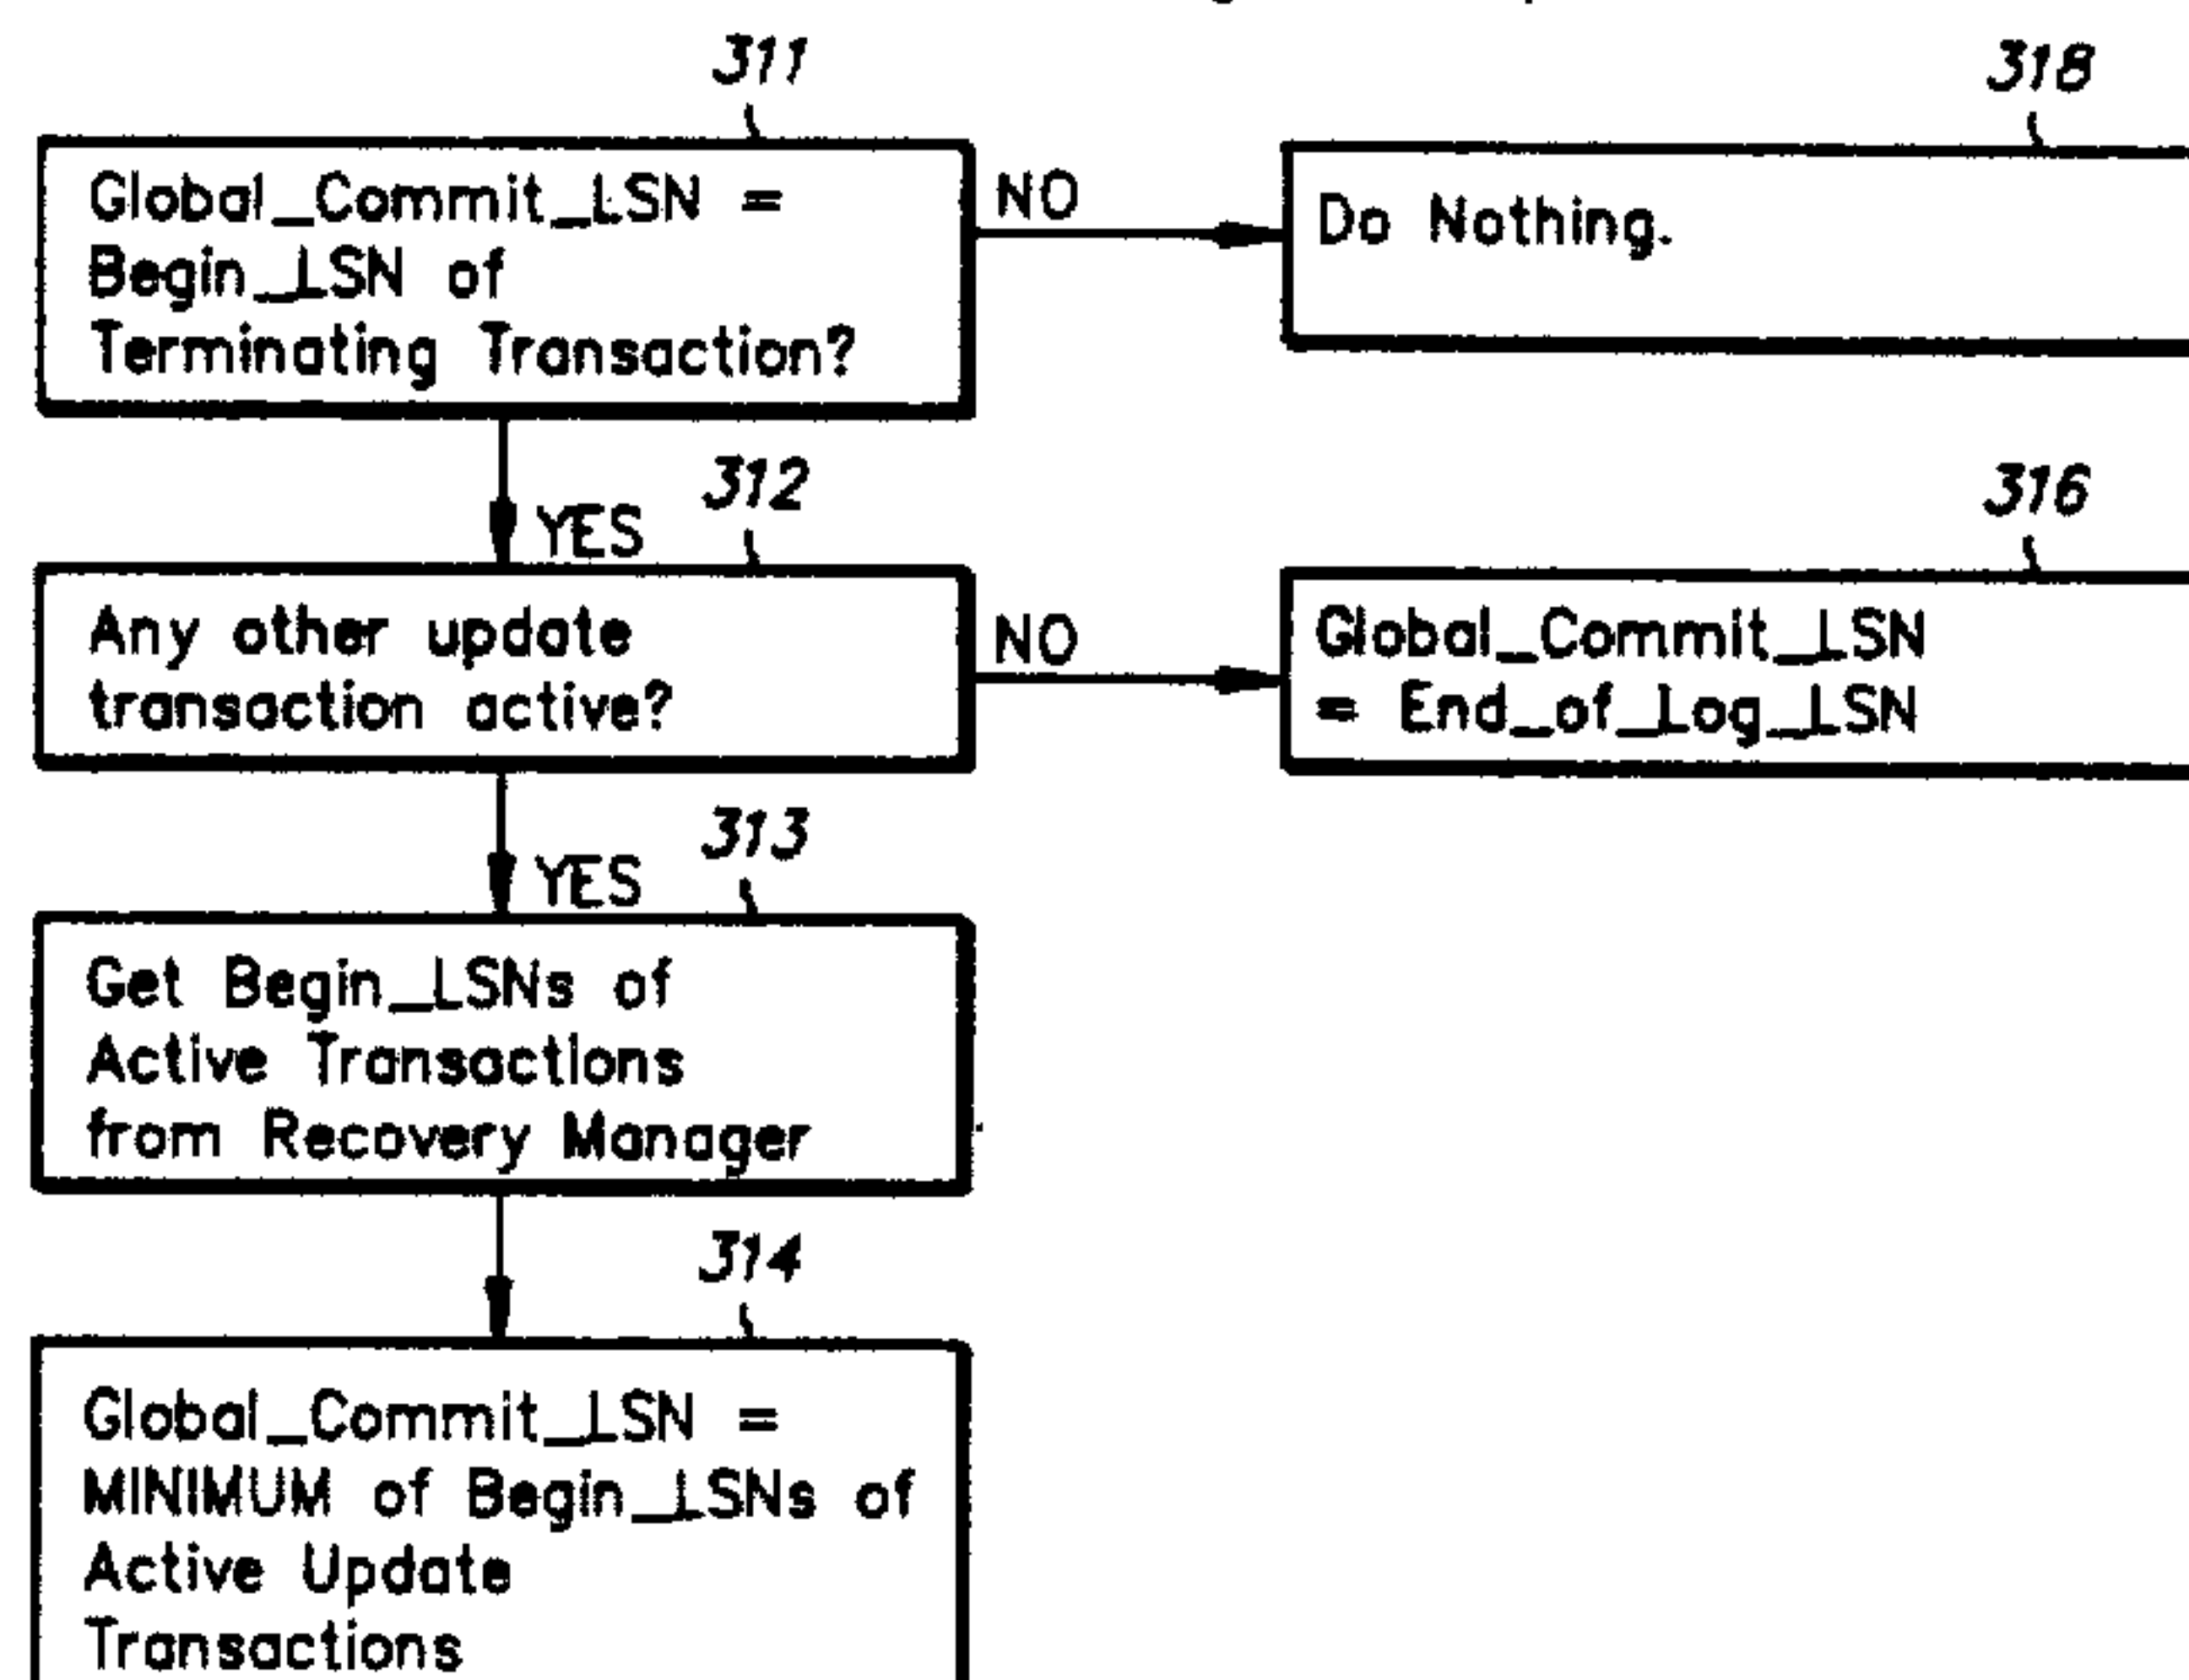 311
Global_Commit_LSN =
Begin_LSN of
Terminating Transaction?
NO
318
Do Nothing.
YES
312
Any other update
transaction active?
NO
316
Global_Commit_LSN
= End_of_Log_LSN
YES
313
Get Begin_LSNs of
Active Transactions
from Recovery Manager
314
Global_Commit_LSN =
MINIMUM of Begin_LSNs of
Active Update
Transactions